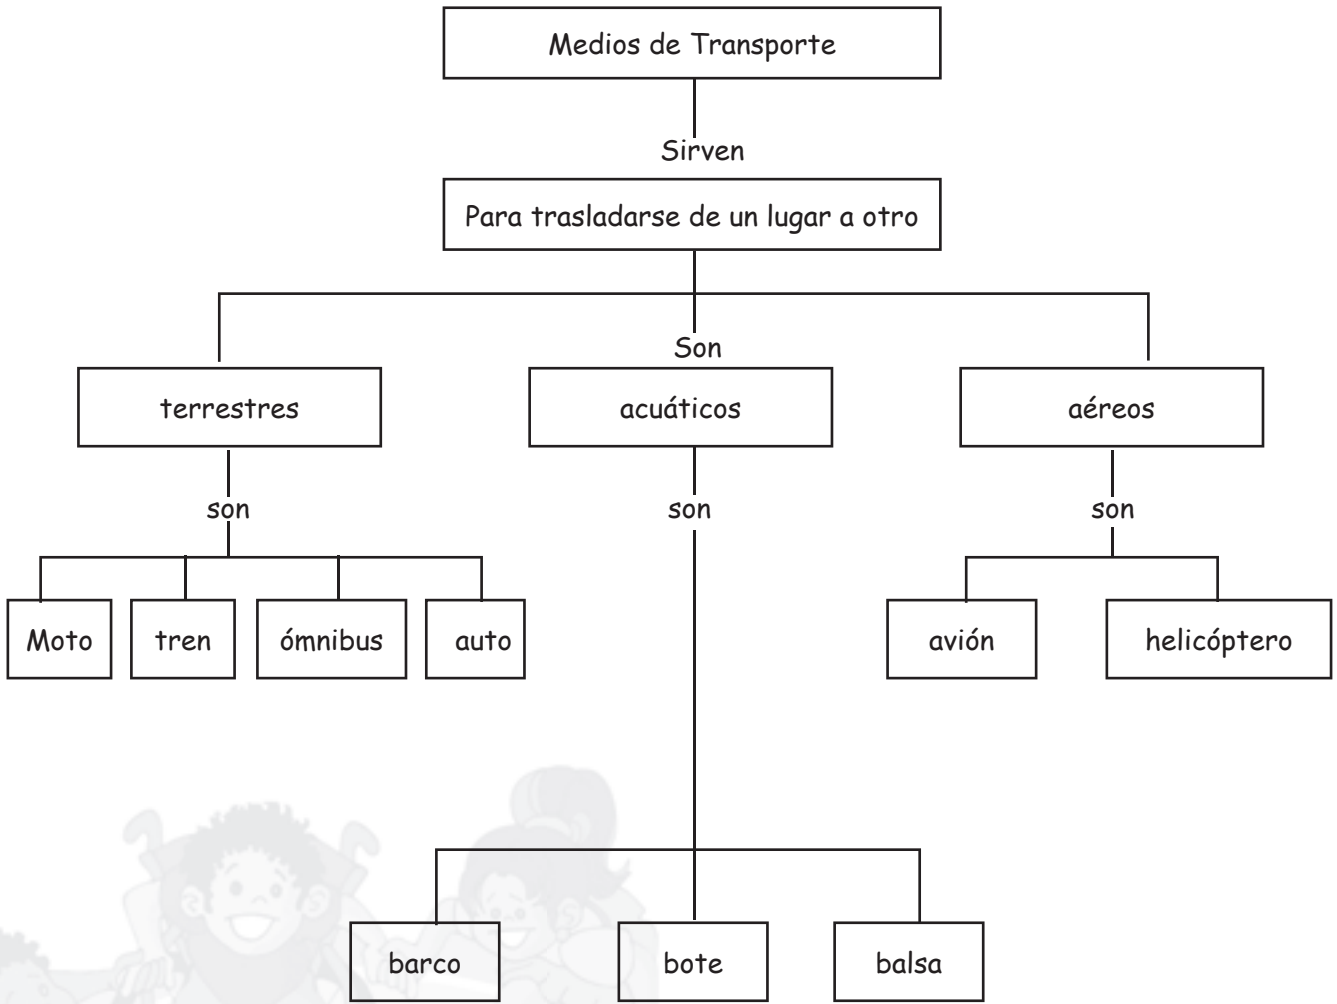 Medios de Transporte
Sirven
Para trasladarse de un lugar a otro
Son
terrestres
acuáticos
aéreos
son
son
son
Moto
tren
ómnibus
auto
avión
helicóptero
barco
bote
balsa